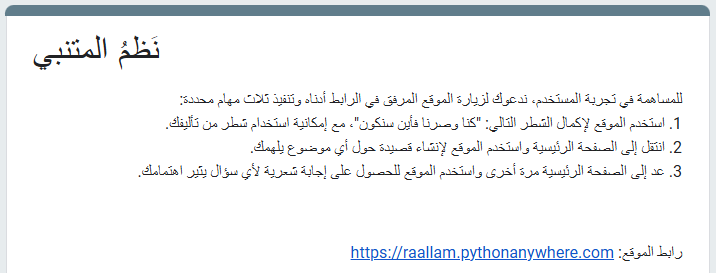 نَظمُ المتنبي
للمساهمة في تجربة المستخدم، ندعوك لزيارة الموقع المرفق في الرابط أدناه وتنفيذ ثلاث مهام محددة:
1. استخدم الموقع لإكمال الشطر التالي: "كنا وصرنا فأين سنكون"، مع إمكانية استخدام شطر من تأليفك.
2. انتقل إلى الصفحة الرئيسية واستخدم الموقع لإنشاء قصيدة حول أي موضوع يلهمك.
3. عد إلى الصفحة الرئيسية مرة أخرى واستخدم الموقع للحصول على إجابة شعرية لأي سؤال يثير اهتمامك.
رابط الموقع: https://raallam.pythonanywhere.com